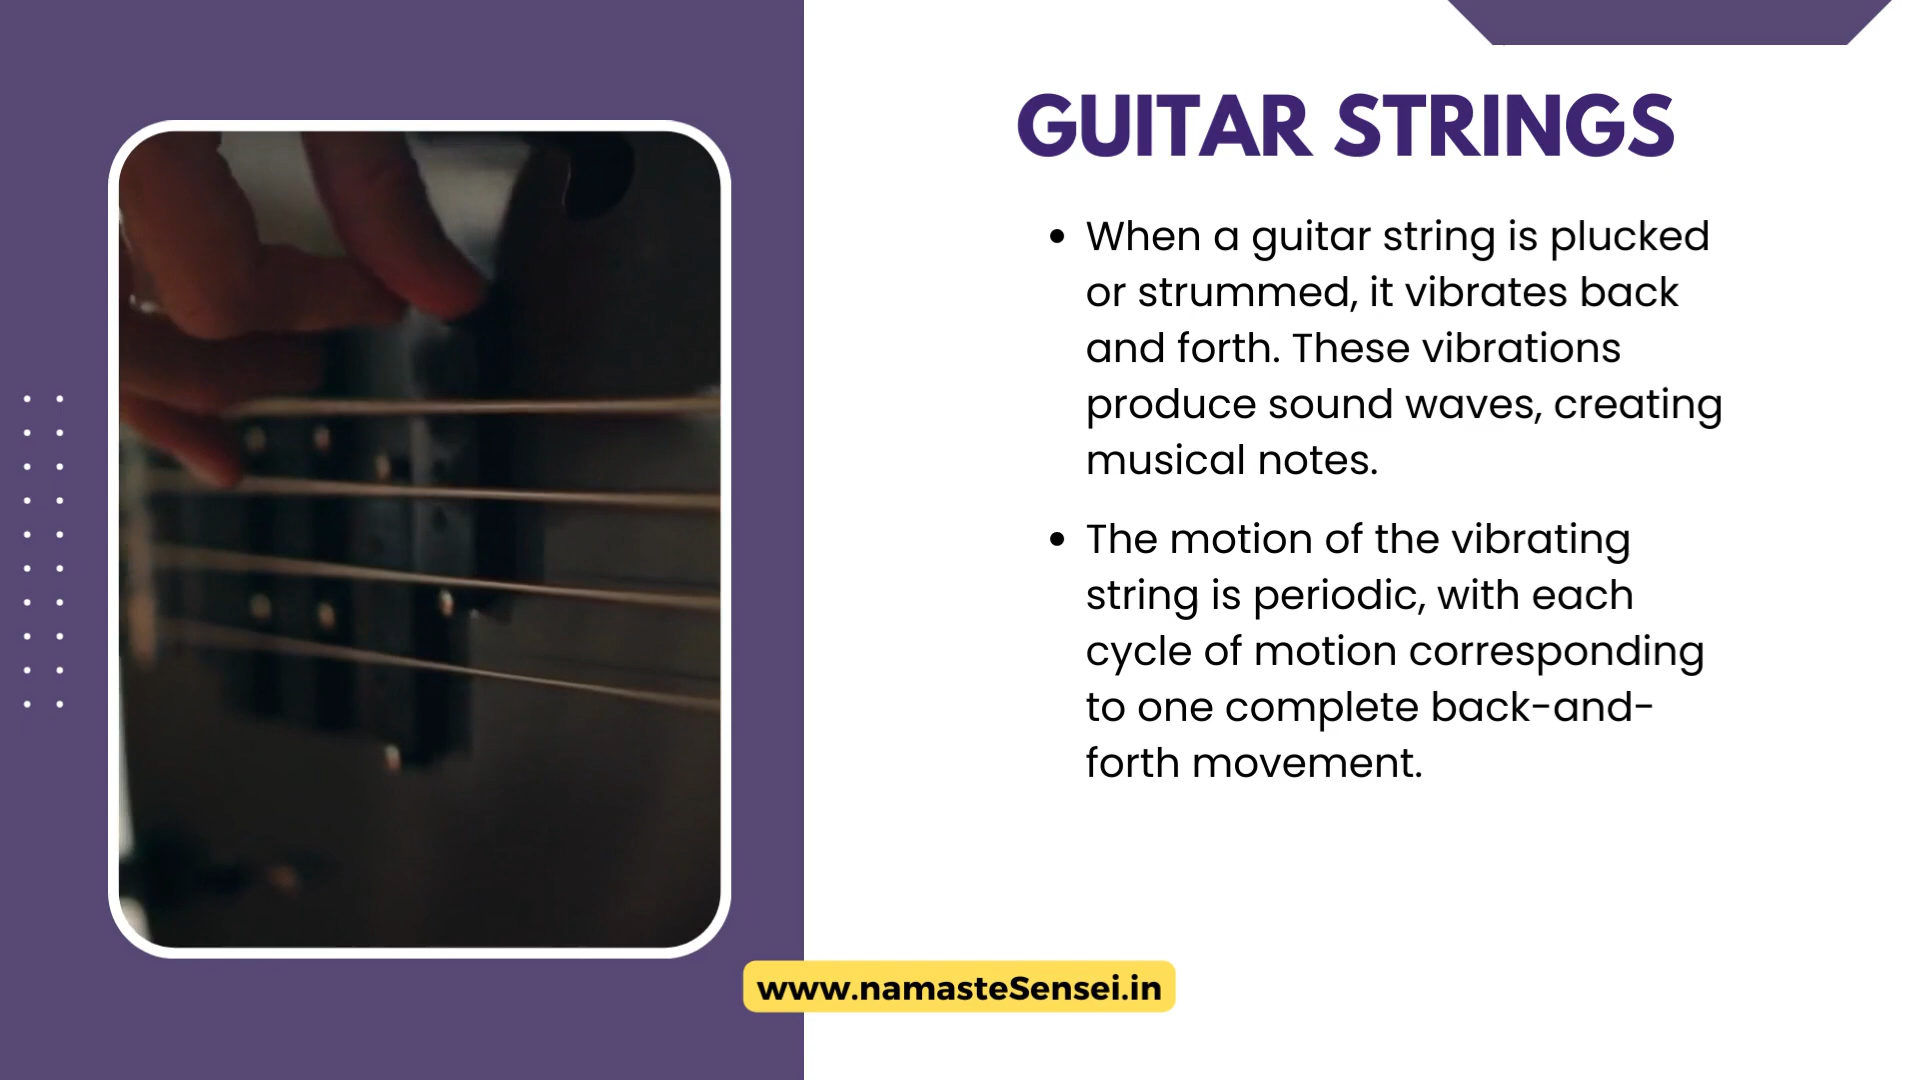 GUITAR STRINGS
• When a guitar string is plucked
or strummed, it vibrates back
and forth. These vibrations
produce sound waves, creating
musical notes.
• The motion of the vibrating
string is periodic, with each
cycle of motion corresponding
to one complete back-and-
forth movement.
www.namasteSensei.in